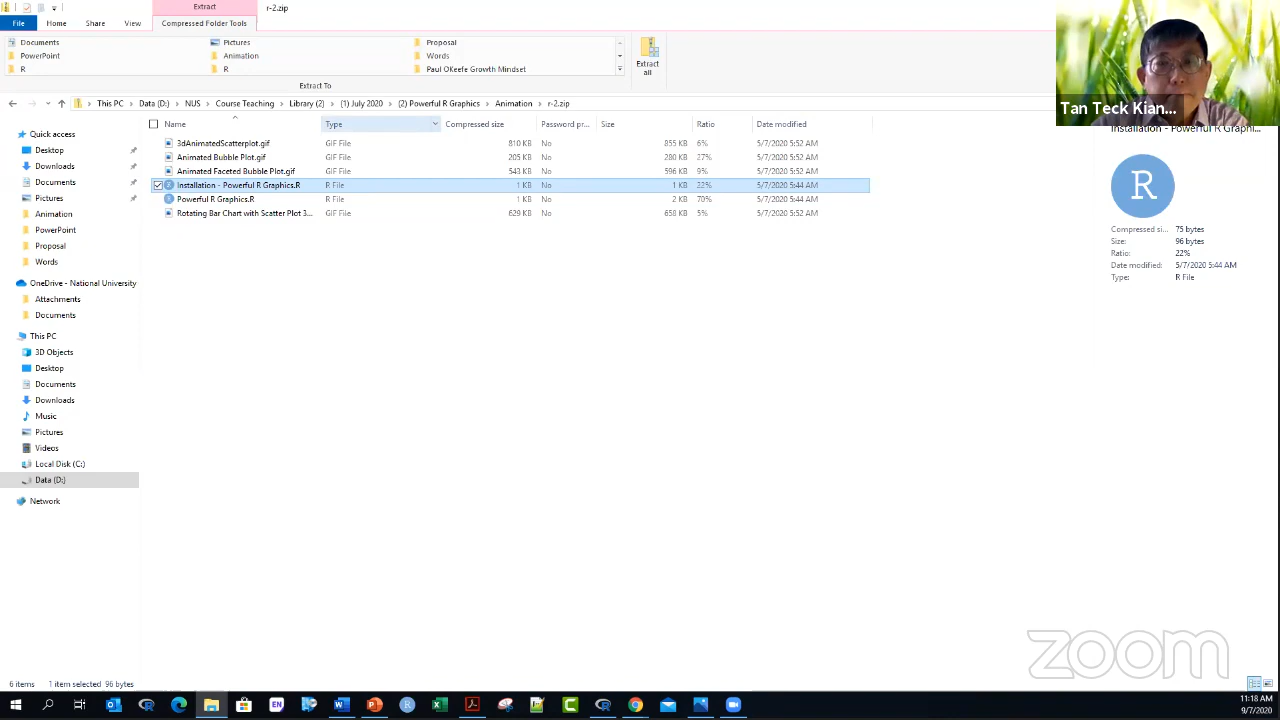 Extract
r-2.zip
File Home Share View Compressed Folder Tools
Documents Pictures Proposal
PowerPoint Animation Words
R R Paul OKeefe Growth Mindset
Extract all
Extract To
This PC Data (D:) NUS Course Teaching Library (2) (1) July 2020 (2) Powerful R Graphics Animation r-2.zip
Name Type Compressed size Password pr... Size Ratio Date modified
3dAnimatedScatterplot.gif GIF File 810 KB No 855 KB 6% 5/7/2020 5:52 AM
Animated Bubble Plot.gif GIF File 205 KB No 280 KB 27% 5/7/2020 5:52 AM
Animated Faceted Bubble Plot.gif GIF File 543 KB No 596 KB 9% 5/7/2020 5:52 AM
Installation - Powerful R Graphics.R R File 1 KB No 1 KB 22% 5/7/2020 5:44 AM
Powerful R Graphics.R R File 1 KB No 2 KB 70% 5/7/2020 5:44 AM
Rotating Bar Chart with Scatter Plot 3... GIF File 629 KB No 658 KB 5% 5/7/2020 5:52 AM
Quick access
Desktop
Downloads
Documents
Pictures
Animation
PowerPoint
Proposal
Words
OneDrive - National University
Attachments
Documents
This PC
3D Objects
Desktop
Documents
Downloads
Music
Pictures
Videos
Local Disk (C:)
Data (D:)
Network
Tan Teck Kian...
Installation - Powerful R Graphi...
R
Compressed si... 75 bytes
Size: 96 bytes
Ratio: 22%
Date modified: 5/7/2020 5:44 AM
Type: R File
zoom
6 items 1 item selected 96 bytes
EN
11:18 AM
9/7/2020